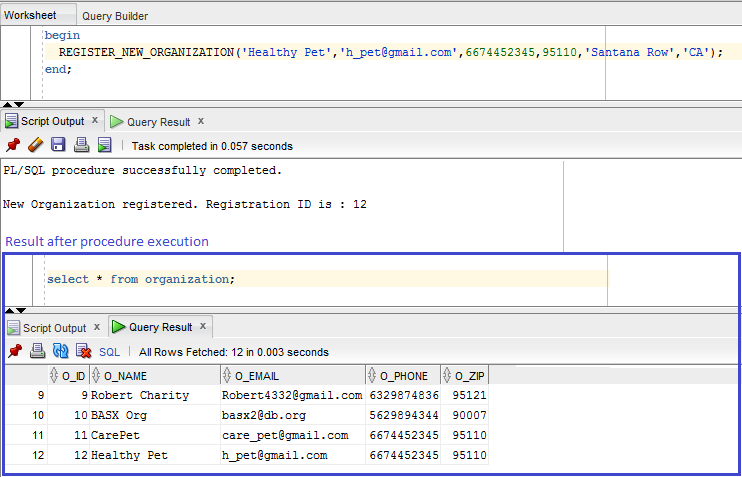 Worksheet Query Builder
begin
REGISTER_NEW_ORGANIZATION('Healthy Pet','h_pet@gmail.com',6674452345,95110,'Santana Row','CA');
end;
Script Output x Query Result x
Task completed in 0.057 seconds
PL/SQL procedure successfully completed.
New Organization registered. Registration ID is : 12
Result after procedure execution
select * from organization;
Script Output x Query Result x
SQL All Rows Fetched: 12 in 0.003 seconds
O_ID O_NAME O_EMAIL O_PHONE O_ZIP
9 9 Robert Charity Robert4332@gmail.com 6329874836 95121
10 10 BASX Org basx2@db.org 5629894344 90007
11 11 CarePet care_pet@gmail.com 6674452345 95110
12 12 Healthy Pet h_pet@gmail.com 6674452345 95110